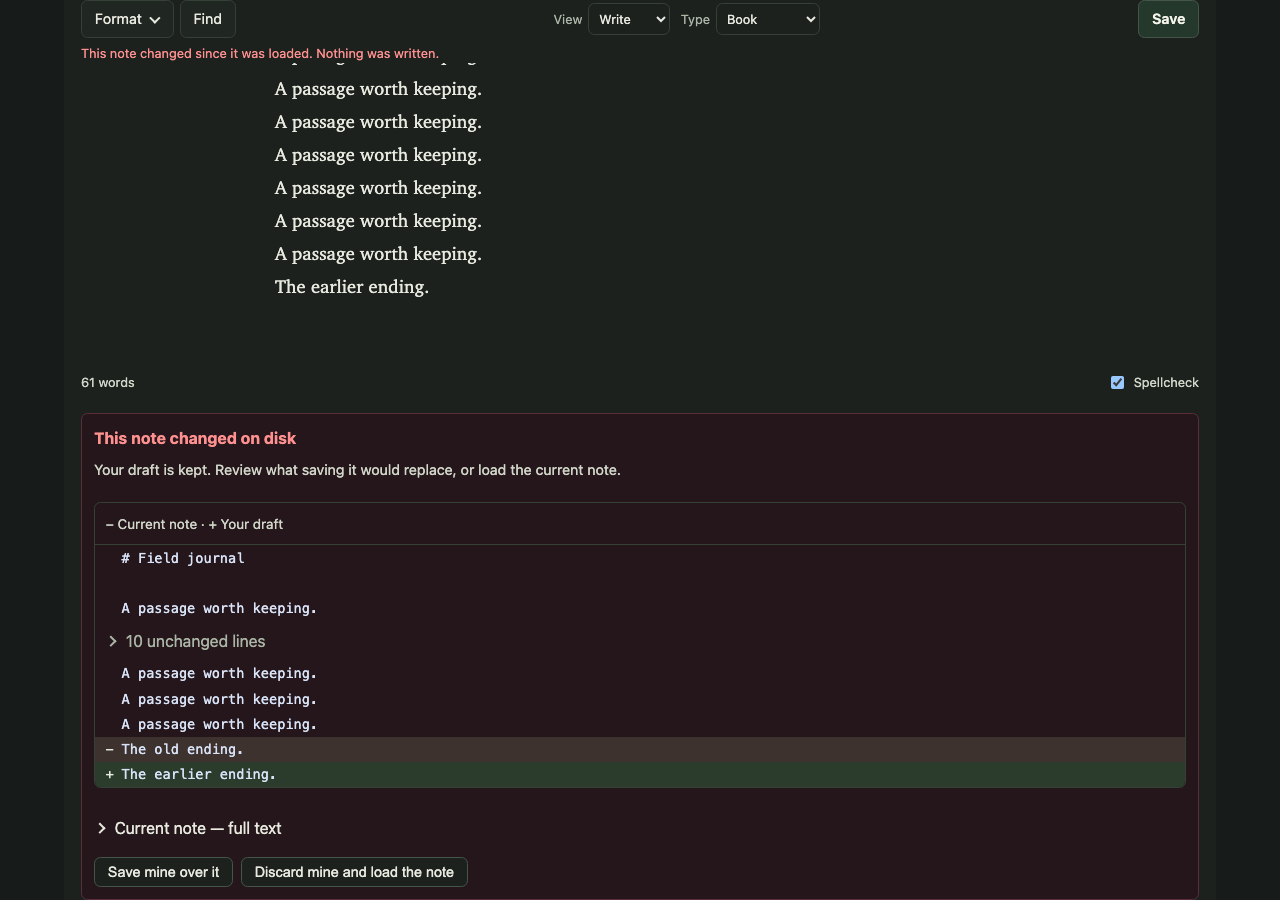 Format Find View Write Type Book Save
This note changed since it was loaded. Nothing was written.
A passage worth keeping.
A passage worth keeping.
A passage worth keeping.
A passage worth keeping.
A passage worth keeping.
A passage worth keeping.
The earlier ending.
61 words Spellcheck
This note changed on disk
Your draft is kept. Review what saving it would replace, or load the current note.
− Current note · + Your draft
# Field journal
A passage worth keeping.
10 unchanged lines
A passage worth keeping.
A passage worth keeping.
A passage worth keeping.
− The old ending.
+ The earlier ending.
Current note — full text
Save mine over it Discard mine and load the note